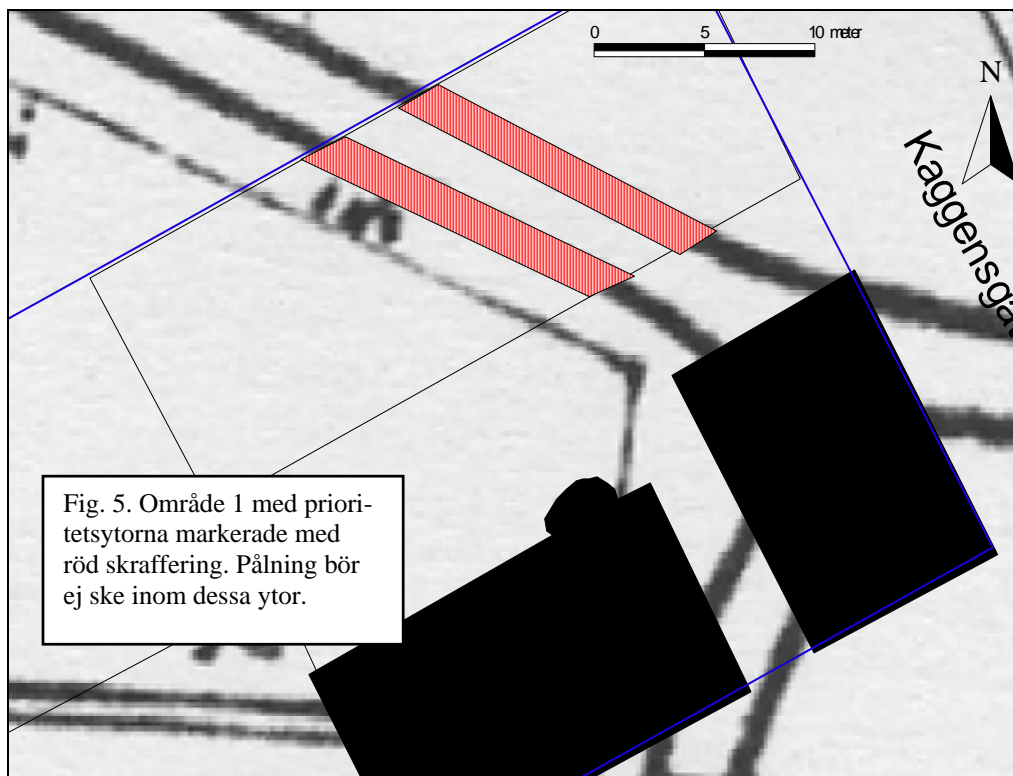 0 5 10 meter
N
Fig. 5. Område 1 med priori-
tetsytorna markerade med
röd skraffering. Pålning bör
ej ske inom dessa ytor.